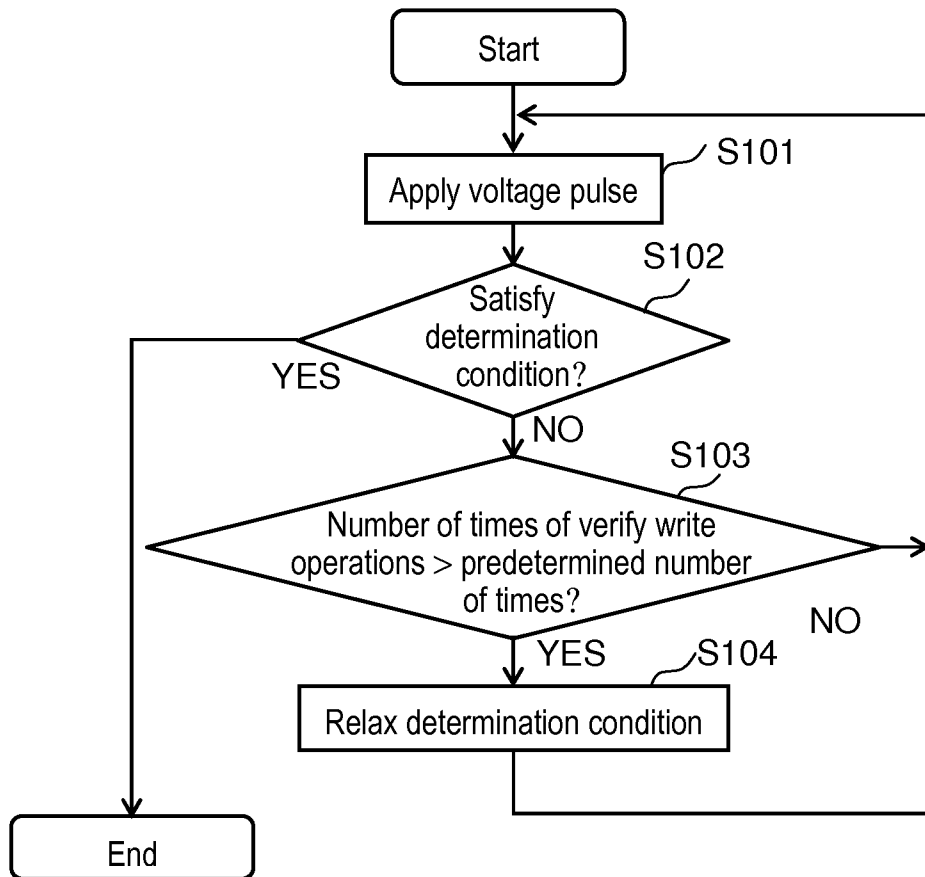 Start
S101
Apply voltage pulse
S102
Satisfy
determination
condition?
YES
NO
S103
Number of times of verify write
operations > predetermined number
of times?
NO
YES
S104
Relax determination condition
End